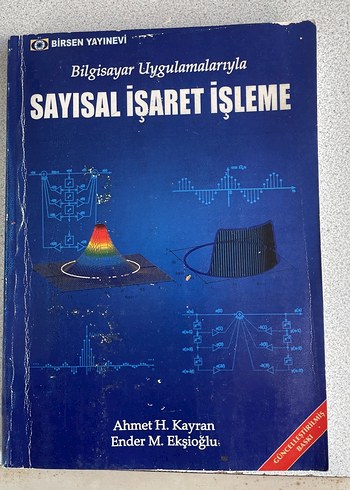 BİRSEN YAYINEVİ
Bilgisayar Uygulamalarıyla
SAYISAL İŞARET İŞLEME
Ahmet H. Kayran
Ender M. Ekşioğlu
GÜNCELLEŞTİRİLMİŞ
BASKI